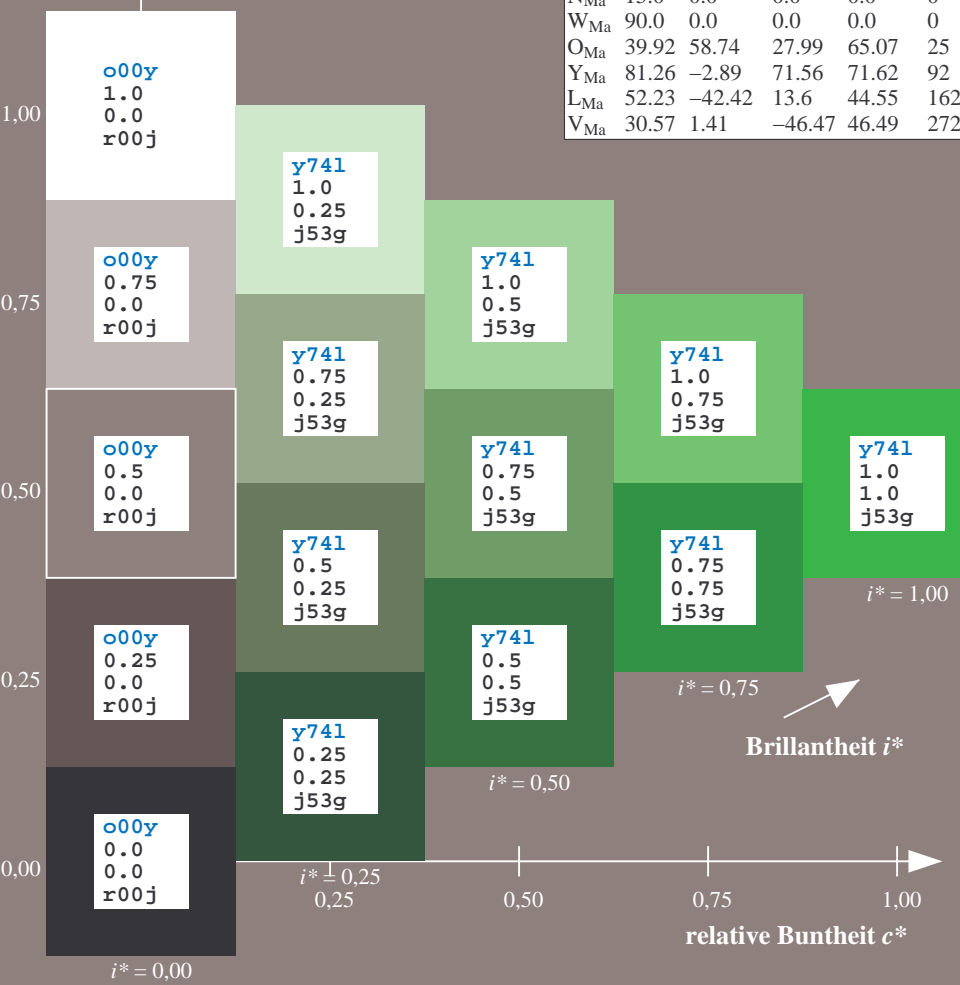 W_Ma 90.0 0.0 0.0 0.0 0
O_Ma 39.92 58.74 27.99 65.07 25
Y_Ma 81.26 −2.89 71.56 71.62 92
L_Ma 52.23 −42.42 13.6 44.55 162
V_Ma 30.57 1.41 −46.47 46.49 272
1,00
o00y
1.0
0.0
r00j
y74l
1.0
0.25
j53g
0,75
o00y
0.75
0.0
r00j
y74l
1.0
0.5
j53g
y74l
0.75
0.25
j53g
y74l
1.0
0.75
j53g
0,50
o00y
0.5
0.0
r00j
y74l
0.75
0.5
j53g
y74l
1.0
1.0
j53g
y74l
0.5
0.25
j53g
y74l
0.75
0.75
j53g
i* = 1,00
0,25
o00y
0.25
0.0
r00j
y74l
0.5
0.5
j53g
i* = 0,75
y74l
0.25
0.25
j53g
Brillantheit i*
i* = 0,50
0,00
o00y
0.0
0.0
r00j
i* = 0,25
0,25 0,50 0,75 1,00
relative Buntheit c*
i* = 0,00